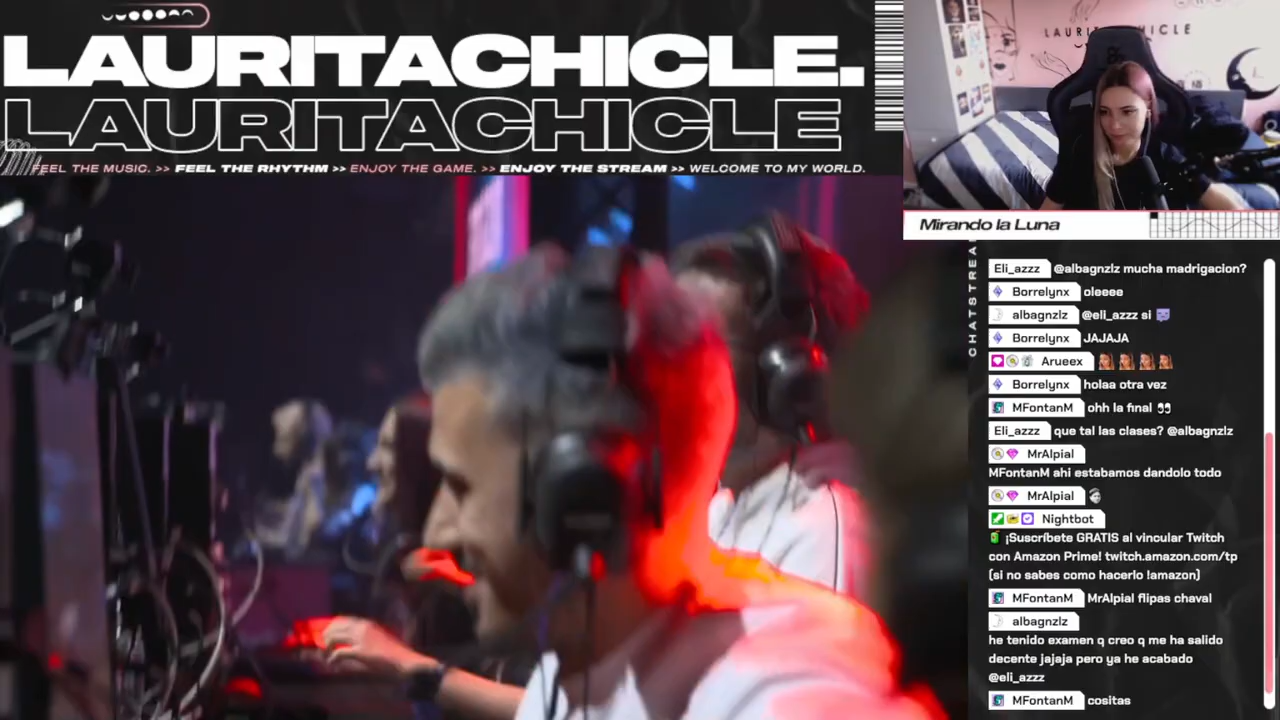 LAURITACHICLE.
LAURITACHICLE
FEEL THE MUSIC. >> FEEL THE RHYTHM >> ENJOY THE GAME. >> ENJOY THE STREAM >> WELCOME TO MY WORLD.
Mirando la Luna
Eli_azzz @albagnzlz mucha madrigacion?
Borrelynx oleeee
albagnzlz @eli_azzz si
Borrelynx JAJAJA
Arueex
Borrelynx holaa otra vez
MFontanM ohh la final 👀
Eli_azzz que tal las clases? @albagnzlz
MrAlpial
MFontanM ahi estabamos dandolo todo
MrAlpial
Nightbot
¡Suscríbete GRATIS al vincular Twitch
con Amazon Prime! twitch.amazon.com/tp
(si no sabes como hacerlo !amazon)
MFontanM MrAlpial flipas chaval
albagnzlz
he tenido examen q creo q me ha salido
decente jajaja pero ya he acabado
@eli_azzz
MFontanM cositas